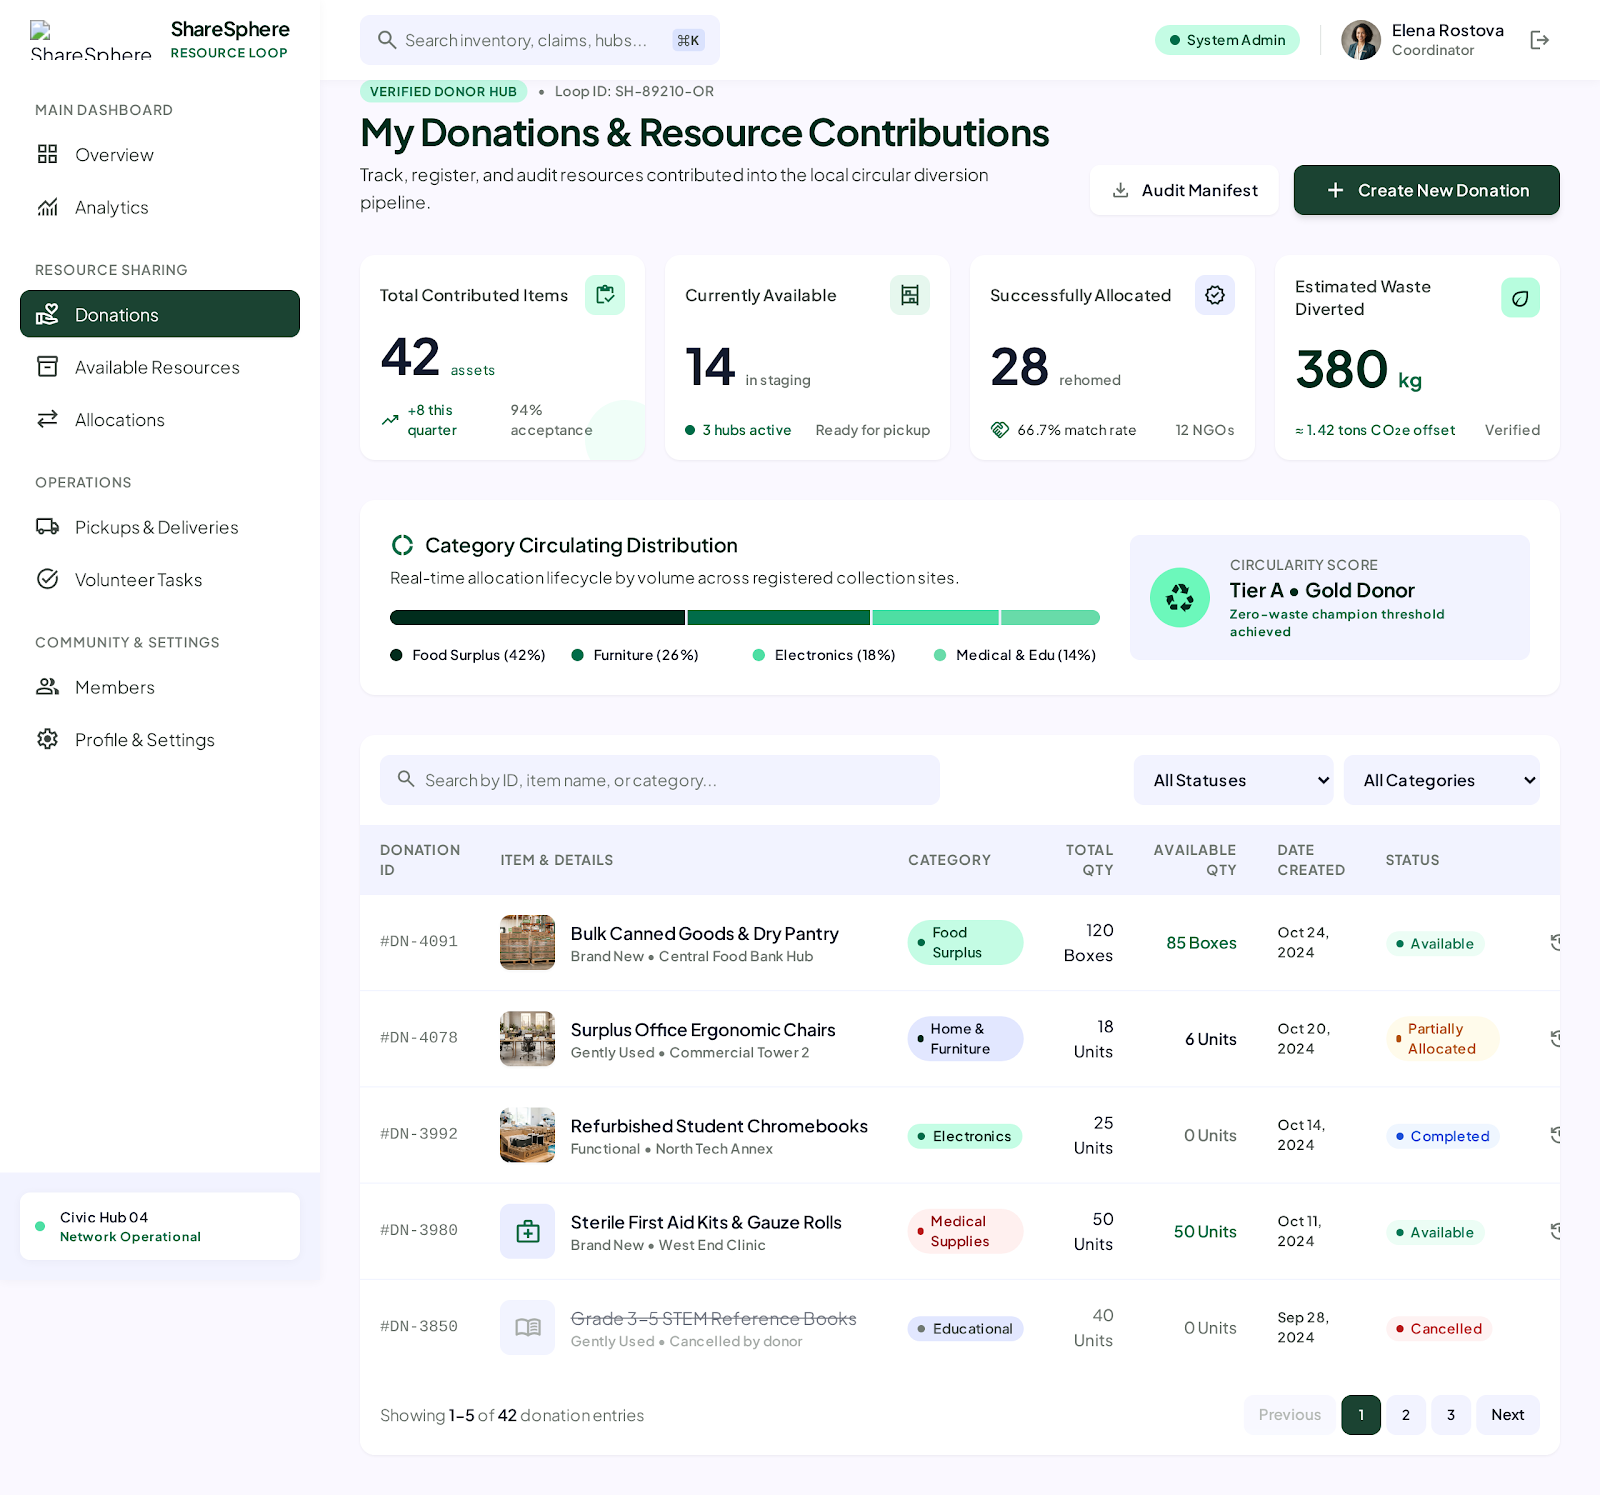 ShareSphere
ShareSphere
RESOURCE LOOP
Search inventory, claims, hubs...
⌘K
System Admin
Elena Rostova
Coordinator
MAIN DASHBOARD
Overview
Analytics
RESOURCE SHARING
Donations
Available Resources
Allocations
OPERATIONS
Pickups & Deliveries
Volunteer Tasks
COMMUNITY & SETTINGS
Members
Profile & Settings
Civic Hub 04
Network Operational
VERIFIED DONOR HUB • Loop ID: SH-89210-OR
My Donations & Resource Contributions
Track, register, and audit resources contributed into the local circular diversion
pipeline.
Audit Manifest
Create New Donation
Total Contributed Items
42 assets
+8 this
quarter
94%
acceptance
Currently Available
14 in staging
3 hubs active
Ready for pickup
Successfully Allocated
28 rehomed
66.7% match rate
12 NGOs
Estimated Waste
Diverted
380 kg
≈ 1.42 tons CO₂e offset
Verified
Category Circulating Distribution
Real-time allocation lifecycle by volume across registered collection sites.
Food Surplus (42%)
Furniture (26%)
Electronics (18%)
Medical & Edu (14%)
CIRCULARITY SCORE
Tier A • Gold Donor
Zero-waste champion threshold
achieved
Search by ID, item name, or category...
All Statuses
All Categories
DONATION
ID
ITEM & DETAILS
CATEGORY
TOTAL
QTY
AVAILABLE
QTY
DATE
CREATED
STATUS
#DN-4091
Bulk Canned Goods & Dry Pantry
Brand New • Central Food Bank Hub
Food
Surplus
120
Boxes
85 Boxes
Oct 24,
2024
Available
#DN-4078
Surplus Office Ergonomic Chairs
Gently Used • Commercial Tower 2
Home &
Furniture
18
Units
6 Units
Oct 20,
2024
Partially
Allocated
#DN-3992
Refurbished Student Chromebooks
Functional • North Tech Annex
Electronics
25
Units
0 Units
Oct 14,
2024
Completed
#DN-3980
Sterile First Aid Kits & Gauze Rolls
Brand New • West End Clinic
Medical
Supplies
50
Units
50 Units
Oct 11,
2024
Available
#DN-3850
Grade 3-5 STEM Reference Books
Gently Used • Cancelled by donor
Educational
40
Units
0 Units
Sep 28,
2024
Cancelled
Showing 1-5 of 42 donation entries
Previous
1
2
3
Next